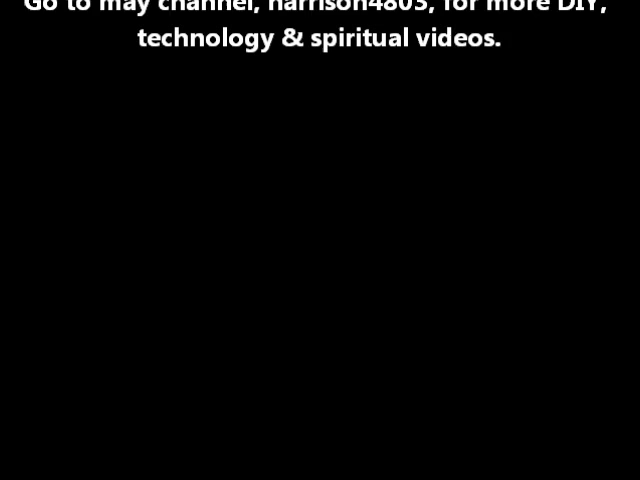 Go to may channel, harrison4803, for more DIY,
technology & spiritual videos.